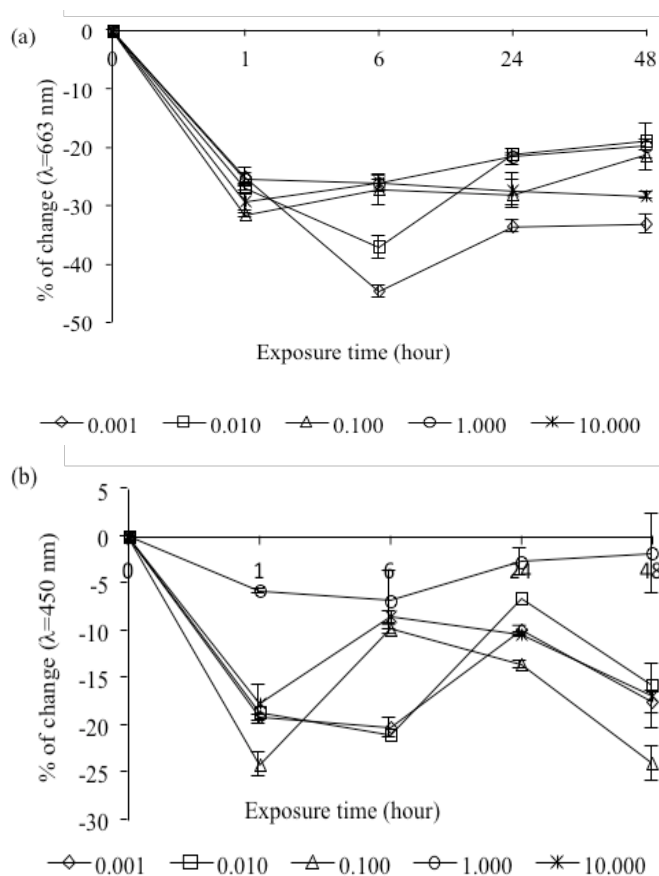 (a)
% of change (λ=663 nm)
0
-10
-20
-30
-40
-50
0 1 6 24 48
Exposure time (hour)
0.001 0.010 0.100 1.000 10.000
(b)
% of change (λ=450 nm)
5
0
-5
-10
-15
-20
-25
-30
0 1 6 24 48
Exposure time (hour)
0.001 0.010 0.100 1.000 10.000